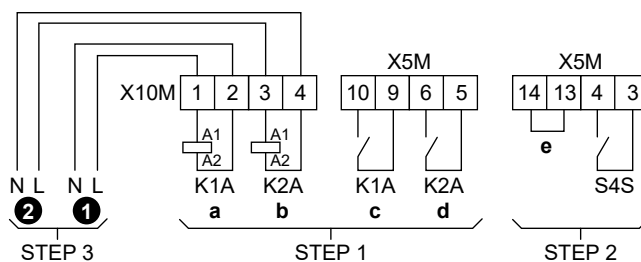 X5M X5M
X10M 1 2 3 4 10 9 6 5 14 13 4 3
A1 A1
A2 A2
e
N L N L K1A K2A K1A K2A S4S
2 1 a b c d
STEP 3 STEP 1 STEP 2